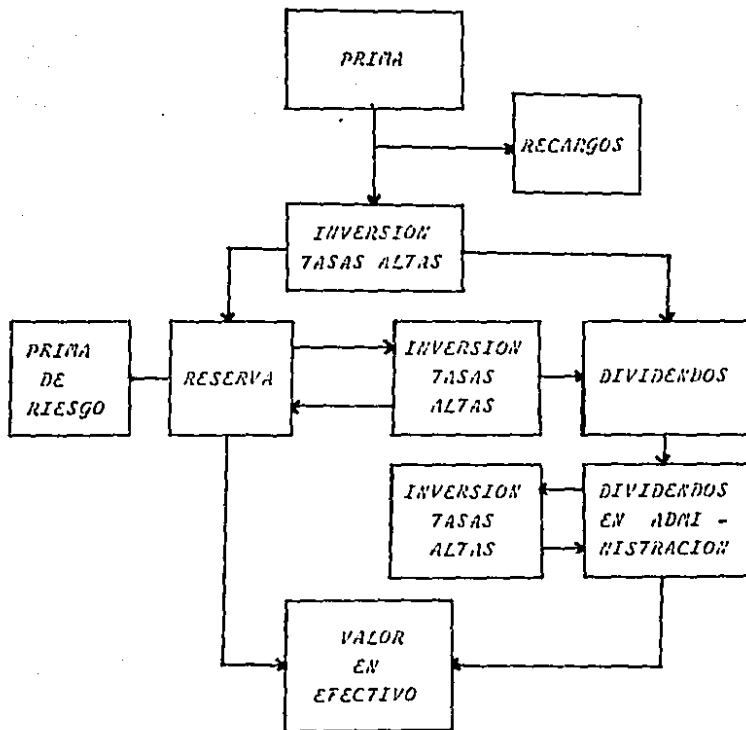 PRIMA
RECARGOS
INVERSION
TASAS ALTAS
PRIMA
DE
RIESGO
RESERVA
INVERSION
TASAS
ALTAS
DIVIDENDOS
INVERSION
TASAS
ALTAS
DIVIDENDOS
EN ADMI -
NISTRACION
VALOR
EN
EFECTIVO